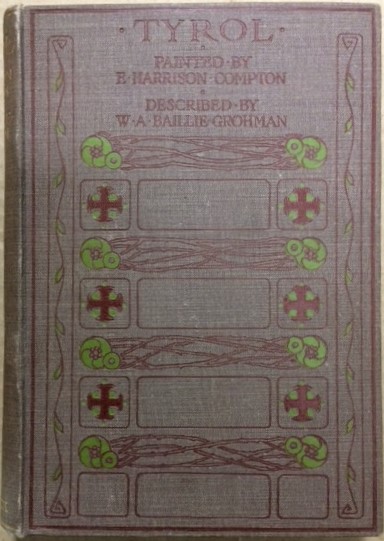 ·TYROL·
PAINTED·BY
E·HARRISON·COMPTON
DESCRIBED·BY
W·A·BAILLIE·GROHMAN